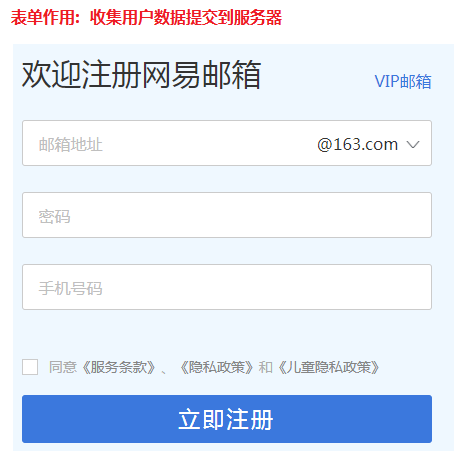 表单作用：收集用户数据提交到服务器
欢迎注册网易邮箱
VIP邮箱
邮箱地址
@163.com
密码
手机号码
同意《服务条款》、《隐私政策》和《儿童隐私政策》
立即注册